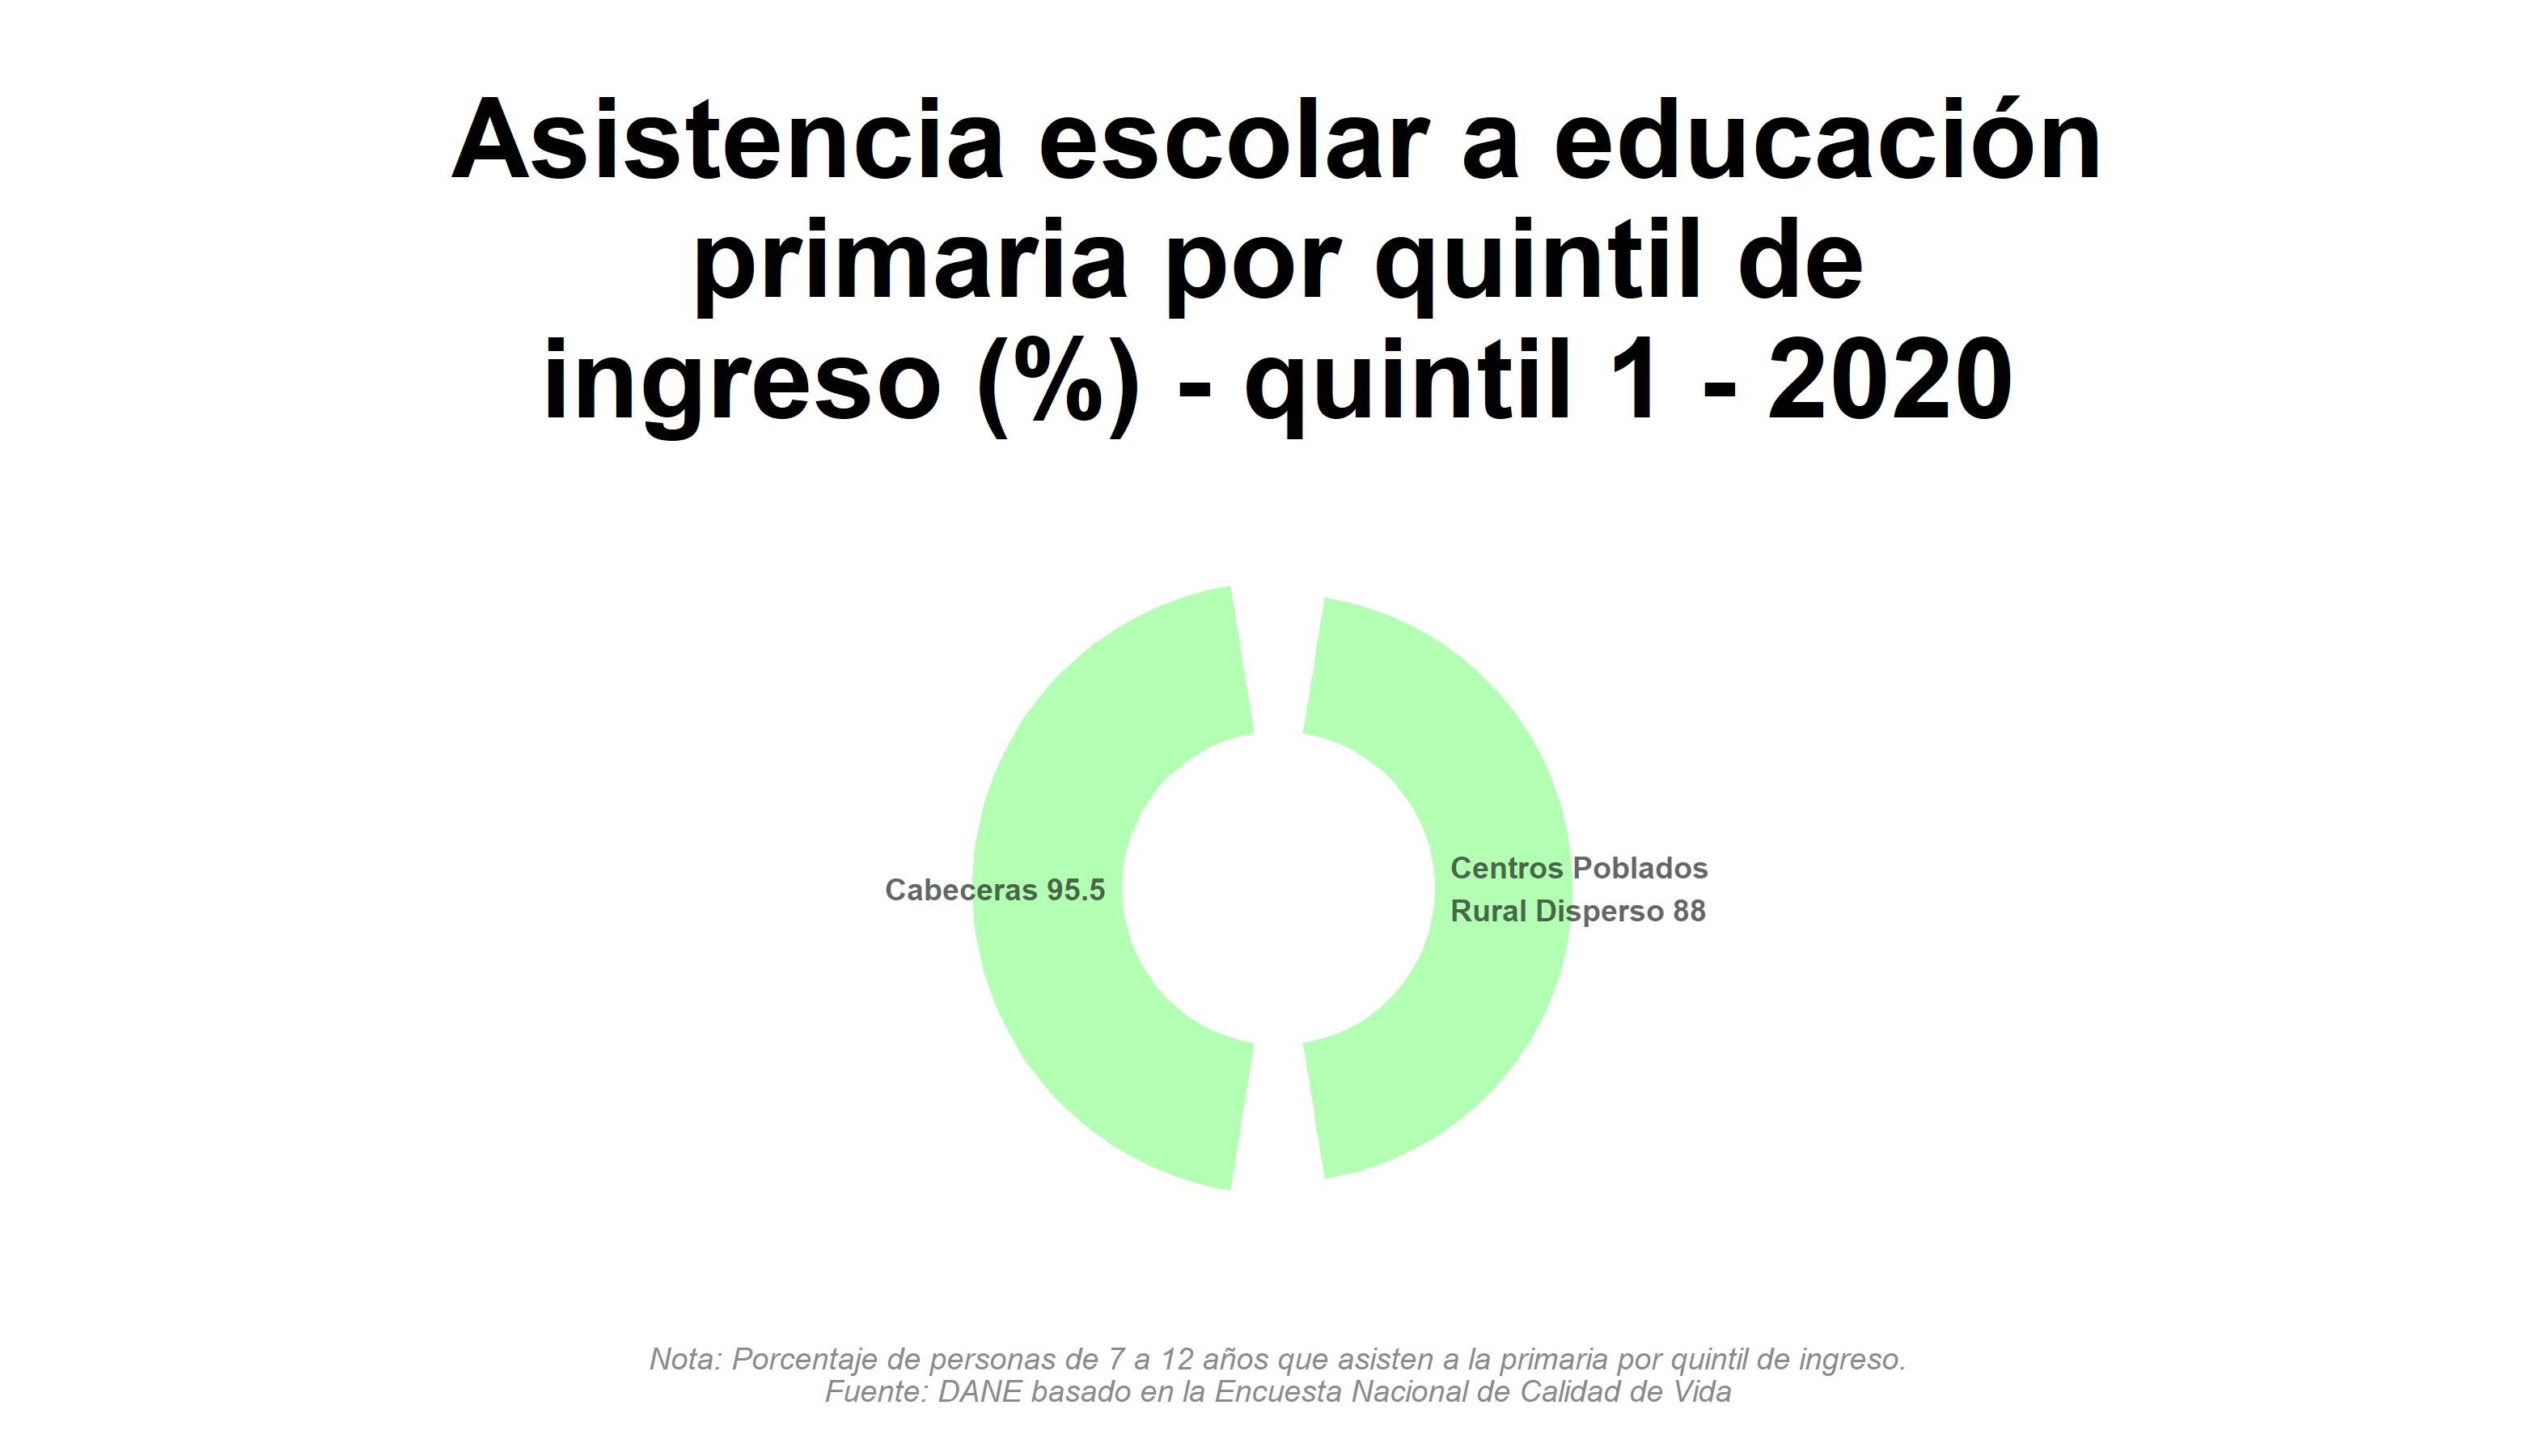 Asistencia escolar a educación
primaria por quintil de
ingreso (%) - quintil 1 - 2020
Cabeceras 95.5
Centros Poblados
Rural Disperso 88
Nota: Porcentaje de personas de 7 a 12 años que asisten a la primaria por quintil de ingreso.
Fuente: DANE basado en la Encuesta Nacional de Calidad de Vida